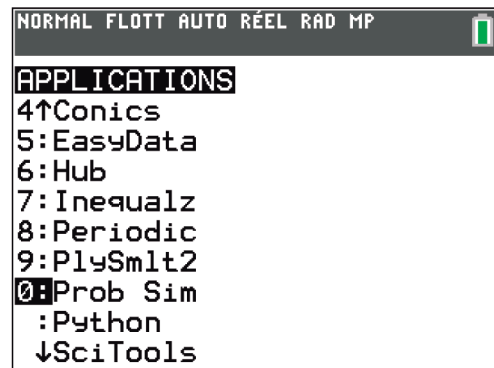 NORMAL FLOTT AUTO RÉEL RAD MP
APPLICATIONS
4↑Conics
5:EasyData
6:Hub
7:Inequalz
8:Periodic
9:PlySmlt2
0:Prob Sim
:Python
↓SciTools